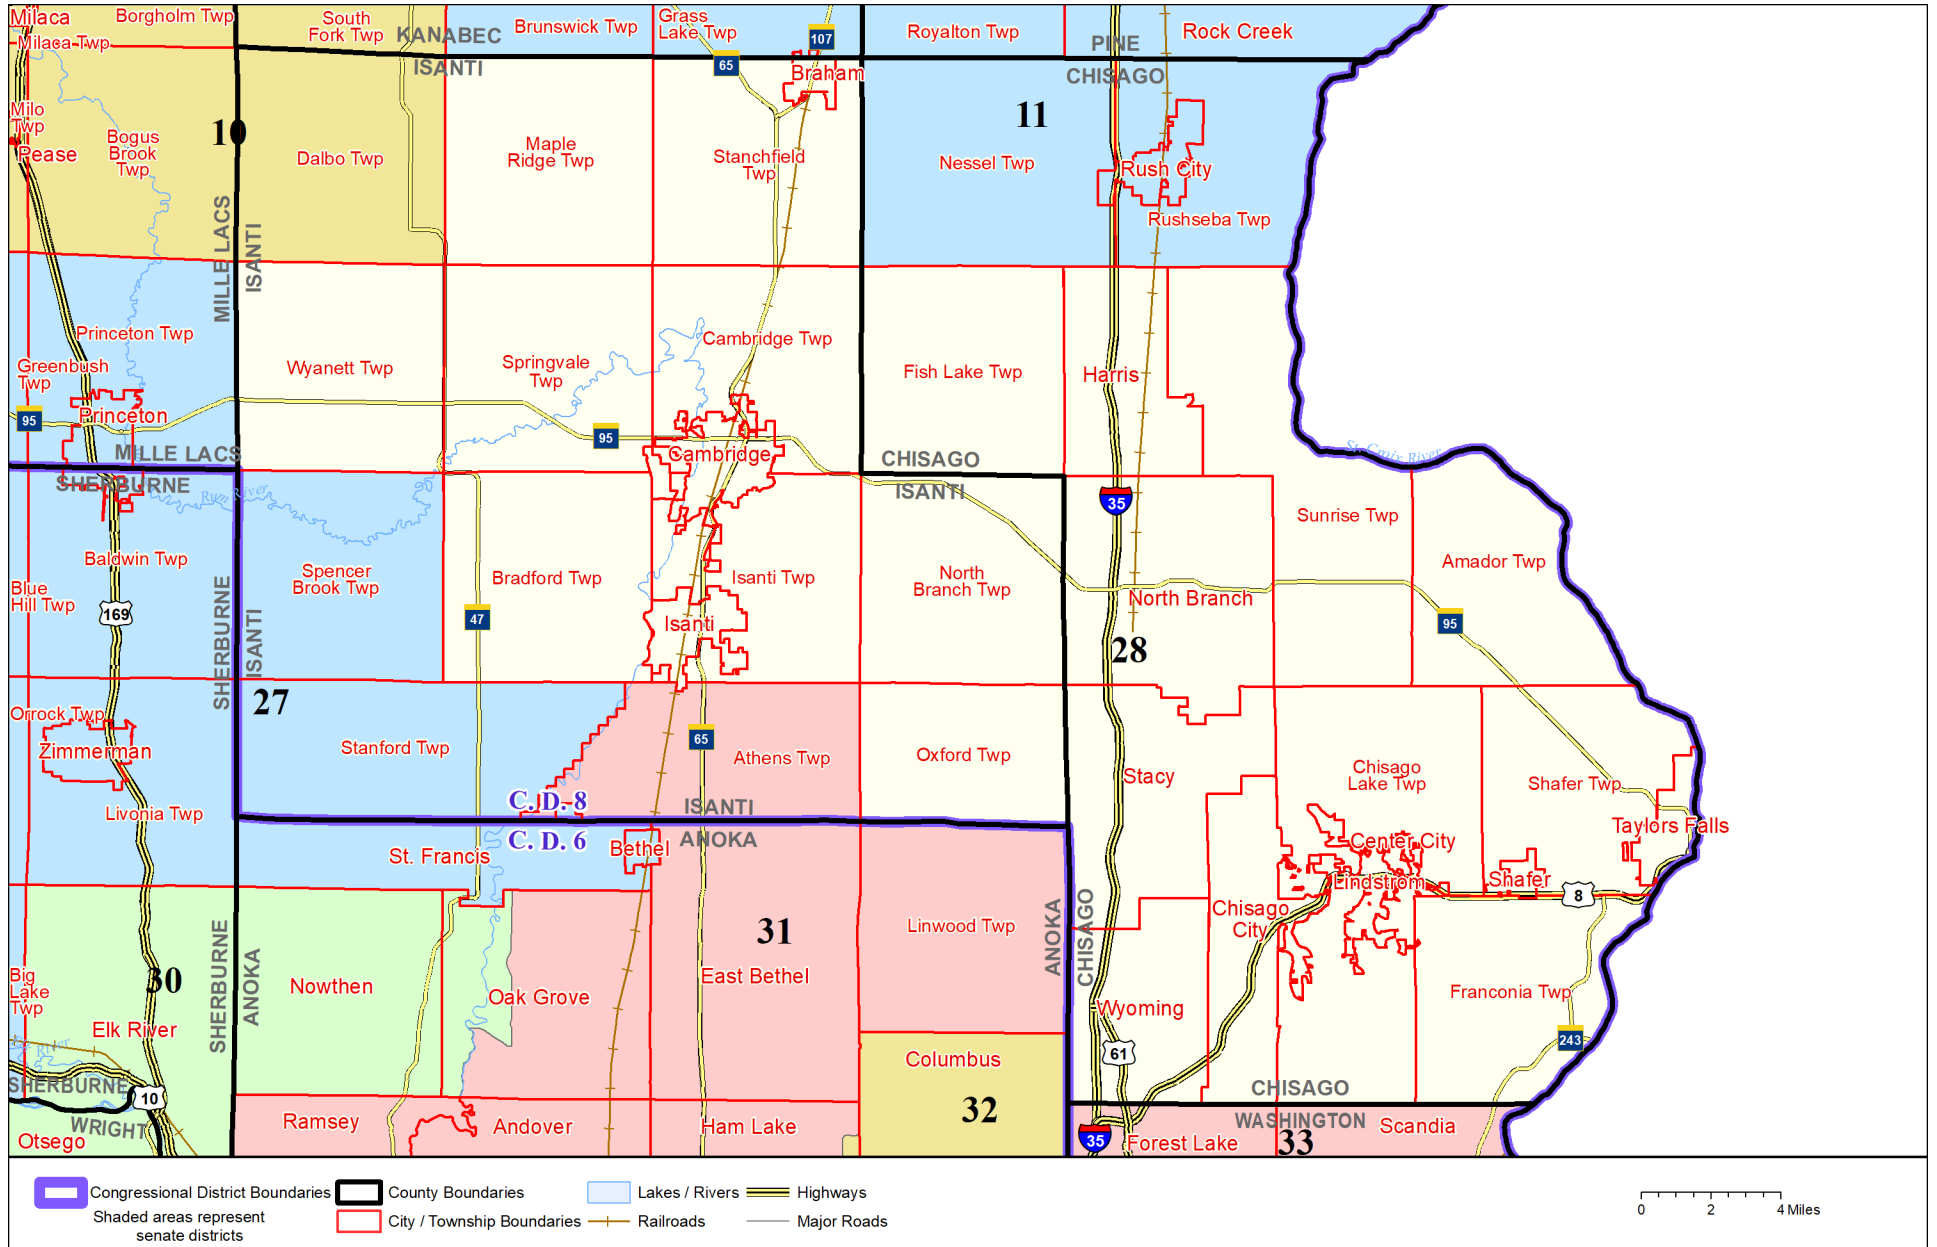 Milaca
Borgholm Twp
South
Fork Twp
KANABEC
Brunswick Twp
Grass
Lake Twp
107
Royalton Twp
PINE
Rock Creek
Milaca Twp
ISANTI
65
Braham
CHISAGO
Milo
Twp
Pease
Bogus
Brook
Twp
10
Dalbo Twp
Maple
Ridge Twp
Stanchfield
Twp
11
Nessel Twp
Rush City
Rushseba Twp
MILLE LACS
ISANTI
Princeton Twp
Greenbush
Twp
Wyanett Twp
Springvale
Twp
Cambridge Twp
Fish Lake Twp
Harris
95
Princeton
95
Cambridge
MILLE LACS
SHERBURNE
CHISAGO
ISANTI
St. Croix River
Rum River
35
Sunrise Twp
Amador Twp
Baldwin Twp
Blue
Hill Twp
169
SHERBURNE
ISANTI
Spencer
Brook Twp
47
Bradford Twp
Isanti Twp
Isanti
North
Branch Twp
North Branch
28
95
27
Orrock Twp
Zimmerman
Livonia Twp
Stanford Twp
65
Athens Twp
Oxford Twp
Stacy
Chisago
Lake Twp
Shafer Twp
Taylors Falls
C. D. 8
ISANTI
C. D. 6
ANOKA
St. Francis
Bethel
Center City
Lindstrom
Shafer
8
Chisago
City
31
Linwood Twp
ANOKA
CHISAGO
Big
Lake
Twp
30
SHERBURNE
ANOKA
Nowthen
Oak Grove
East Bethel
Wyoming
Franconia Twp
Elk River
61
243
River
SHERBURNE
10
WRIGHT
Otsego
Columbus
32
CHISAGO
WASHINGTON
Ramsey
Andover
Ham Lake
35
Forest Lake
33
Scandia
Congressional District Boundaries
County Boundaries
Lakes / Rivers
Highways
Shaded areas represent
senate districts
City / Township Boundaries
Railroads
Major Roads
0 2 4 Miles